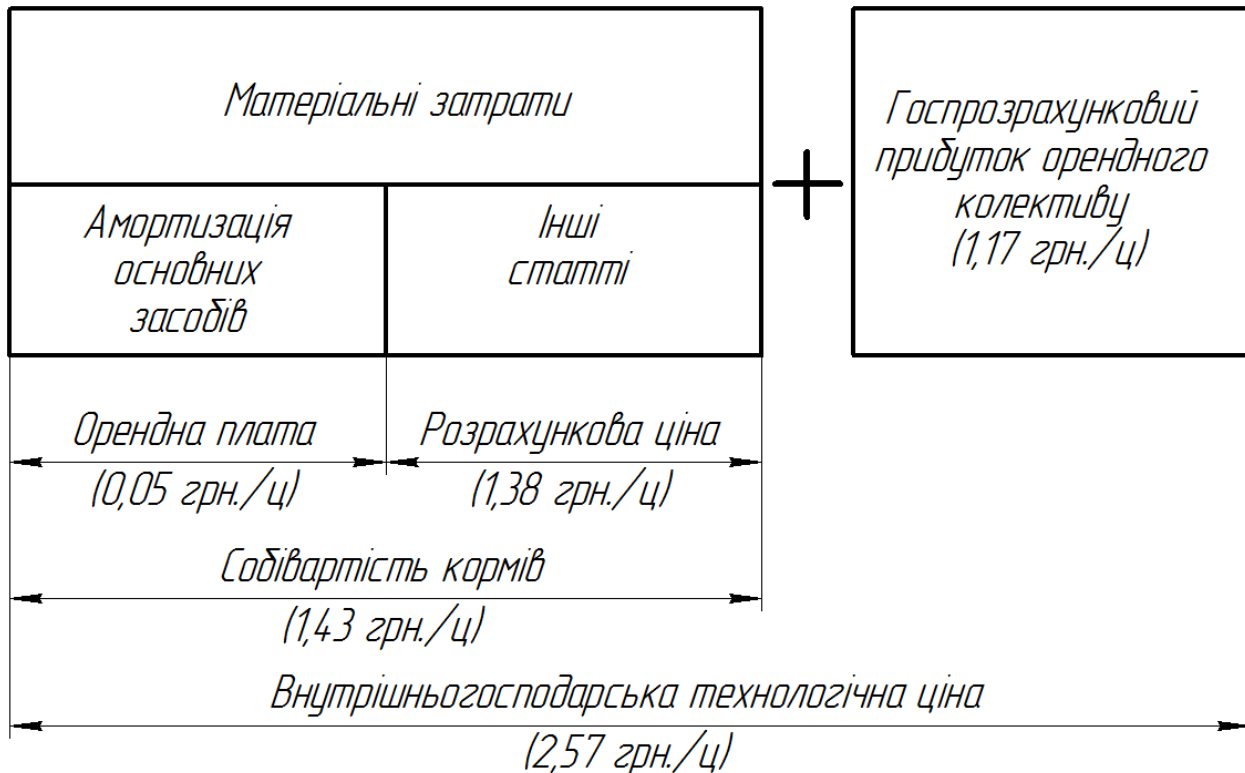 Матеріальні затрати
Госпрозрахунковий
прибуток орендного
колективу
(1,17 грн./ц)
+
Амортизація
основних
засобів
Інші
статті
Орендна плата
(0,05 грн./ц)
Розрахункова ціна
(1,38 грн./ц)
Собівартість кормів
(1,43 грн./ц)
Внутрішньогосподарська технологічна ціна
(2,57 грн./ц)